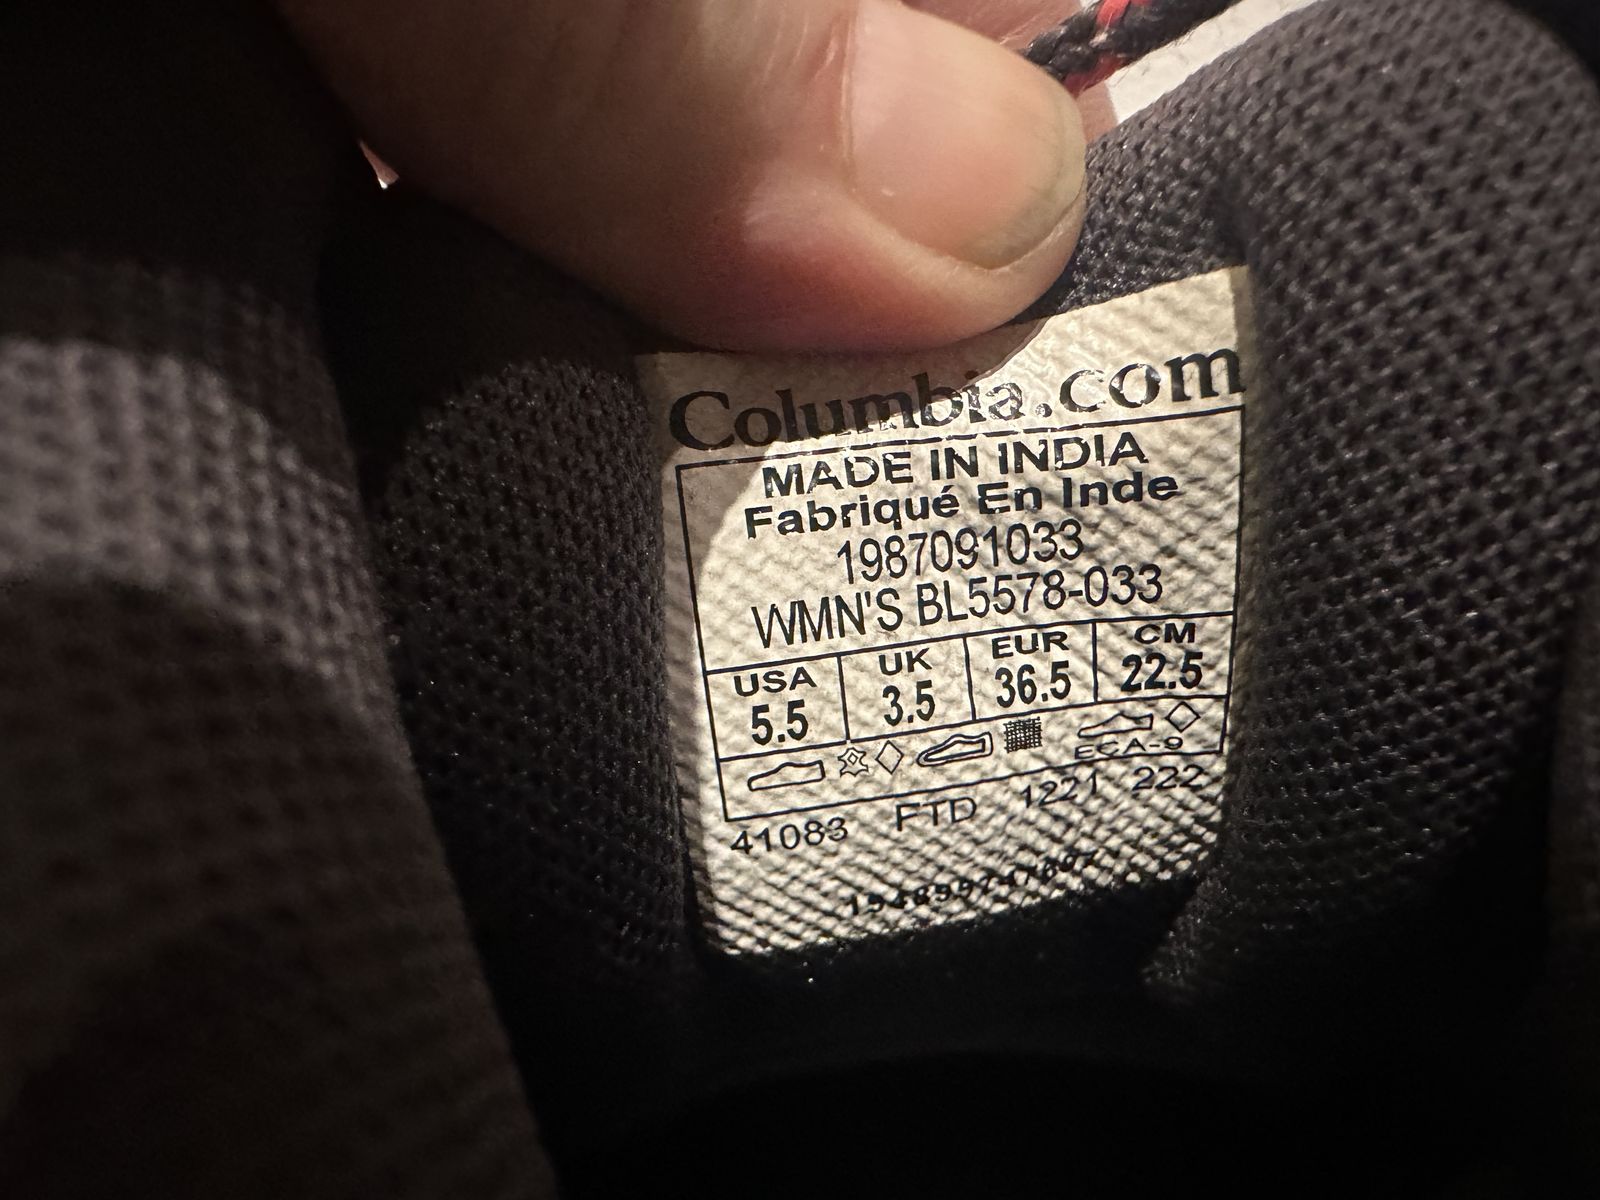 Columbia.com
MADE IN INDIA
Fabriqué En Inde
1987091033
WMN'S BL5578-033
USA UK EUR CM
5.5 3.5 36.5 22.5
ECA-9
41083 FTD 1221 222